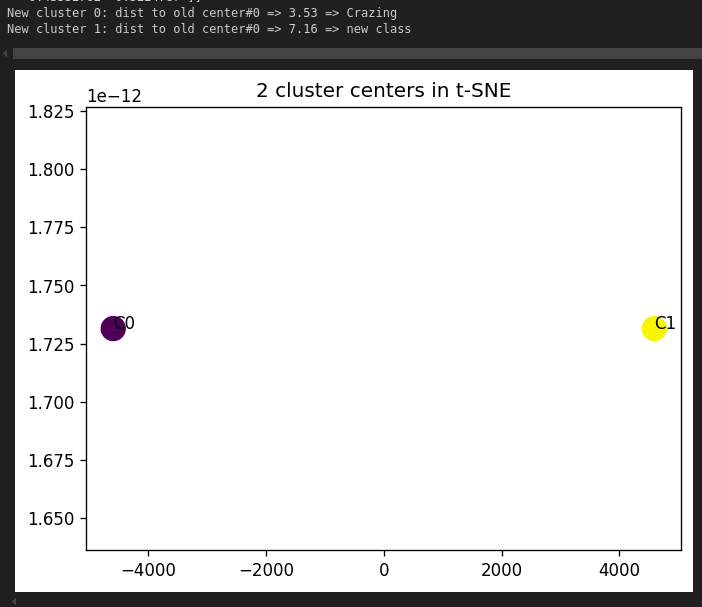 New cluster 0: dist to old center#0 => 3.53 => Crazing
New cluster 1: dist to old center#0 => 7.16 => new class
2 cluster centers in t-SNE
1e−12
1.825
1.800
1.775
1.750
1.725
1.700
1.675
1.650
C0
C1
−4000
−2000
0
2000
4000